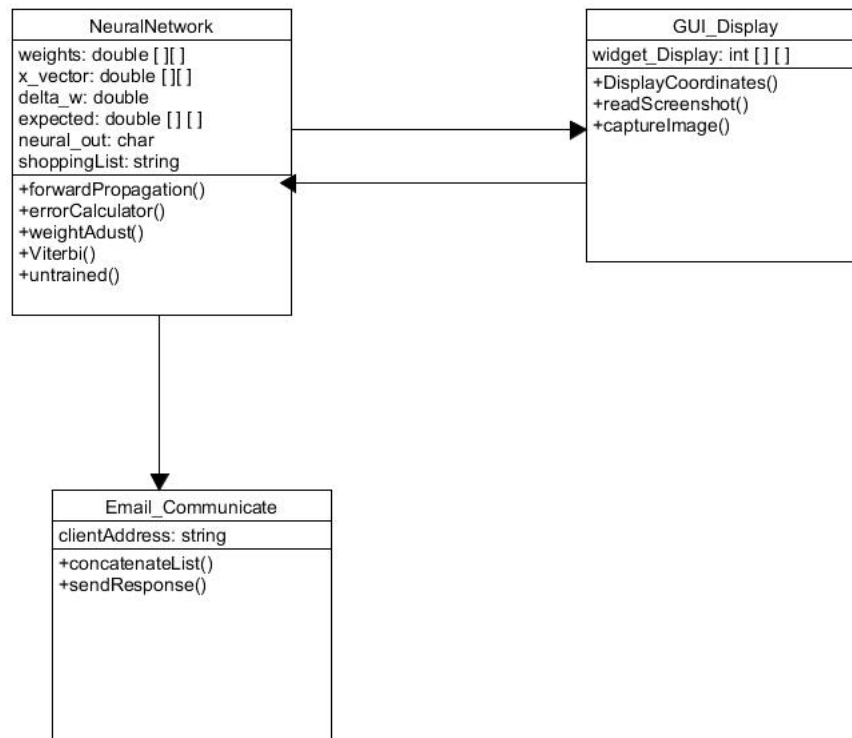 NeuralNetwork
weights: double [ ][ ]
x_vector: double [ ][ ]
delta_w: double
expected: double [ ] [ ]
neural_out: char
shoppingList: string
+forwardPropagation()
+errorCalculator()
+weightAdust()
+Viterbi()
+untrained()
GUI_Display
widget_Display: int [ ] [ ]
+DisplayCoordinates()
+readScreenshot()
+captureImage()
Email_Communicate
clientAddress: string
+concatenateList()
+sendResponse()